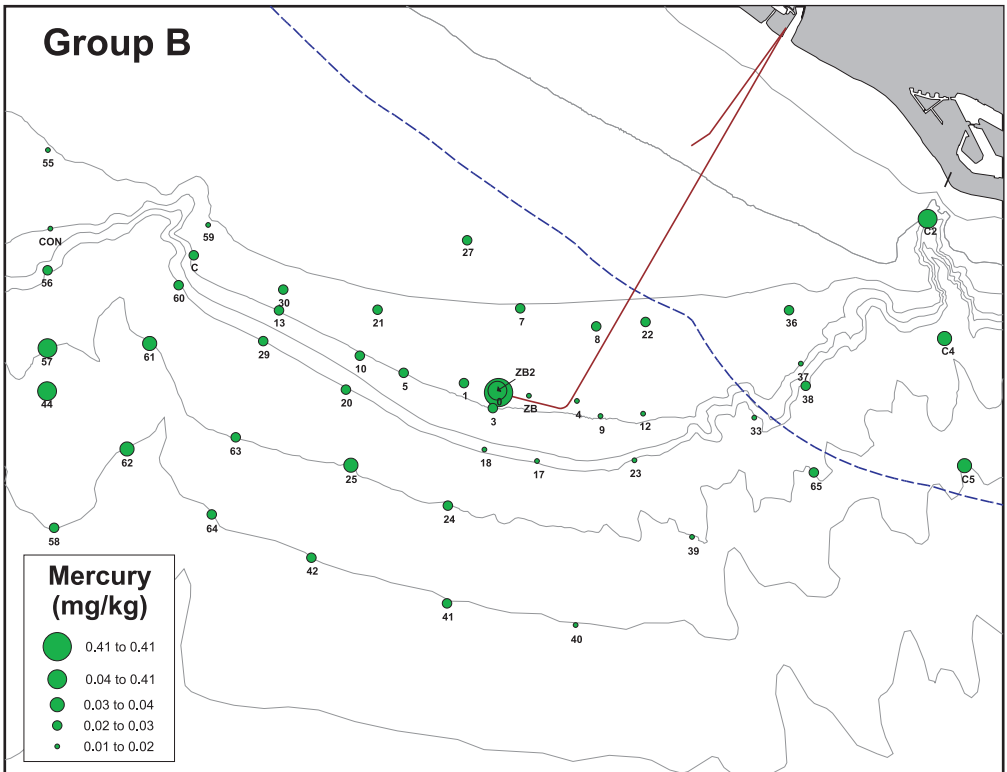 Group B
55
C2
59
CON
27
C
56
60
30
13
21
7
8
22
36
57
61
29
10
5
C4
37
44
20
1
ZB2
0
ZB
3
4
9
12
38
33
62
63
25
18
17
23
65
C5
58
64
24
39
42
41
40
Mercury
(mg/kg)
0.41 to 0.41
0.04 to 0.41
0.03 to 0.04
0.02 to 0.03
0.01 to 0.02